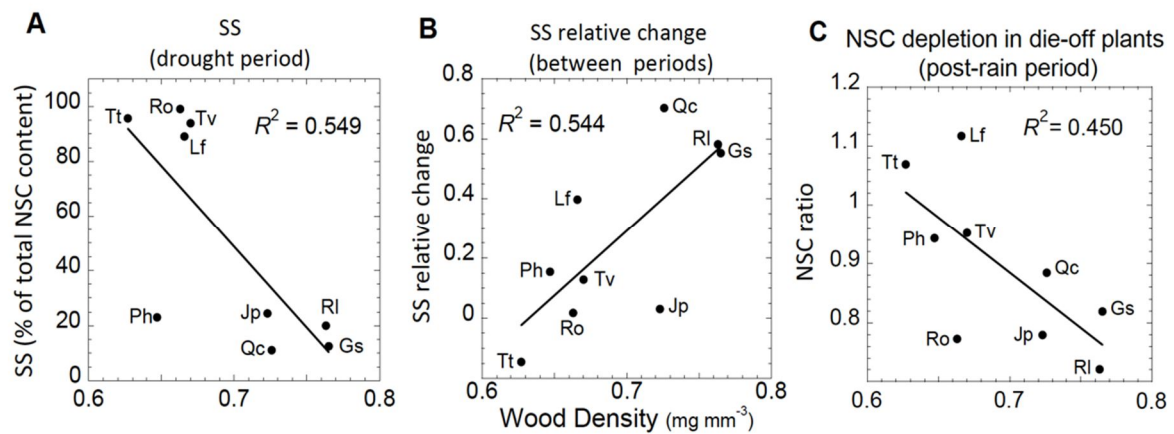 A
SS
(drought period)
SS (% of total NSC content)
100
80
60
40
20
0
0.6
0.7
0.8
R² = 0.549
Tt
Ro
Tv
Lf
Ph
Jp
Rl
Qc
Gs
B
SS relative change
(between periods)
SS relative change
0.8
0.6
0.4
0.2
0
0.6
0.7
0.8
R² = 0.544
Qc
Rl
Gs
Lf
Ph
Tv
Ro
Jp
Tt
Wood Density (mg mm⁻³)
C
NSC depletion in die-off plants
(post-rain period)
NSC ratio
1.2
1.1
1
0.9
0.8
0.6
0.7
0.8
R² = 0.450
Lf
Tt
Ph
Tv
Qc
Gs
Ro
Jp
Rl